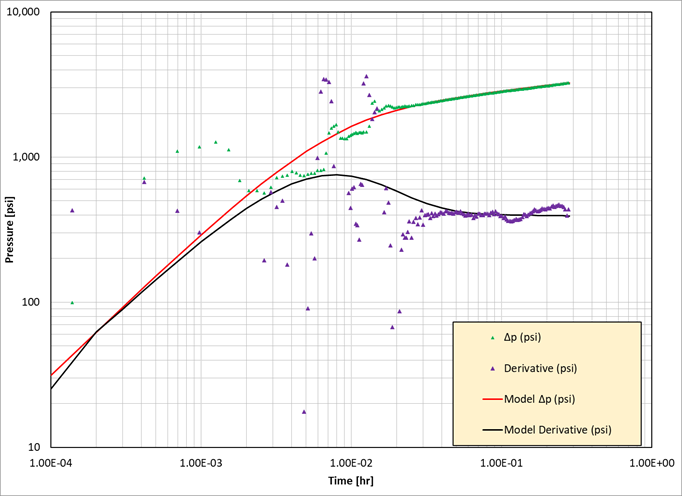 10,000
1,000
100
10
Pressure [psi]
1.00E-04
1.00E-03
1.00E-02
1.00E-01
1.00E+00
Time [hr]
Δp (psi)
Derivative (psi)
Model Δp (psi)
Model Derivative (psi)